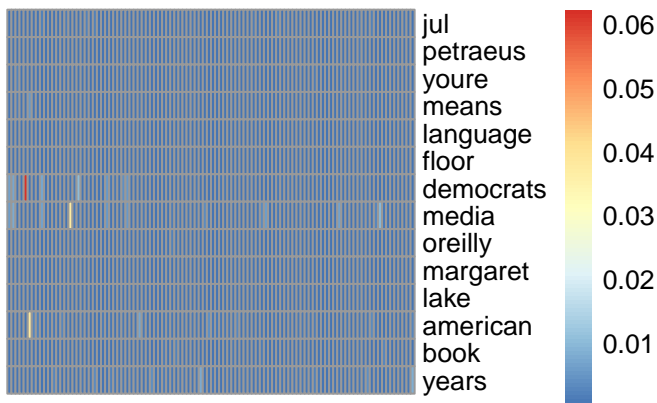 jul
petraeus
youre
means
language
floor
democrats
media
oreilly
margaret
lake
american
book
years
0.06
0.05
0.04
0.03
0.02
0.01